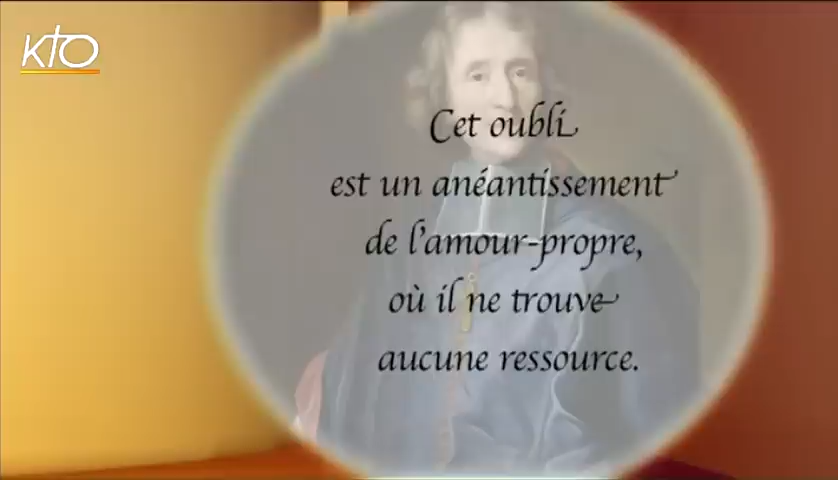 KTO
Cet oubli
est un anéantissement
de l'amour-propre,
où il ne trouve
aucune ressource.